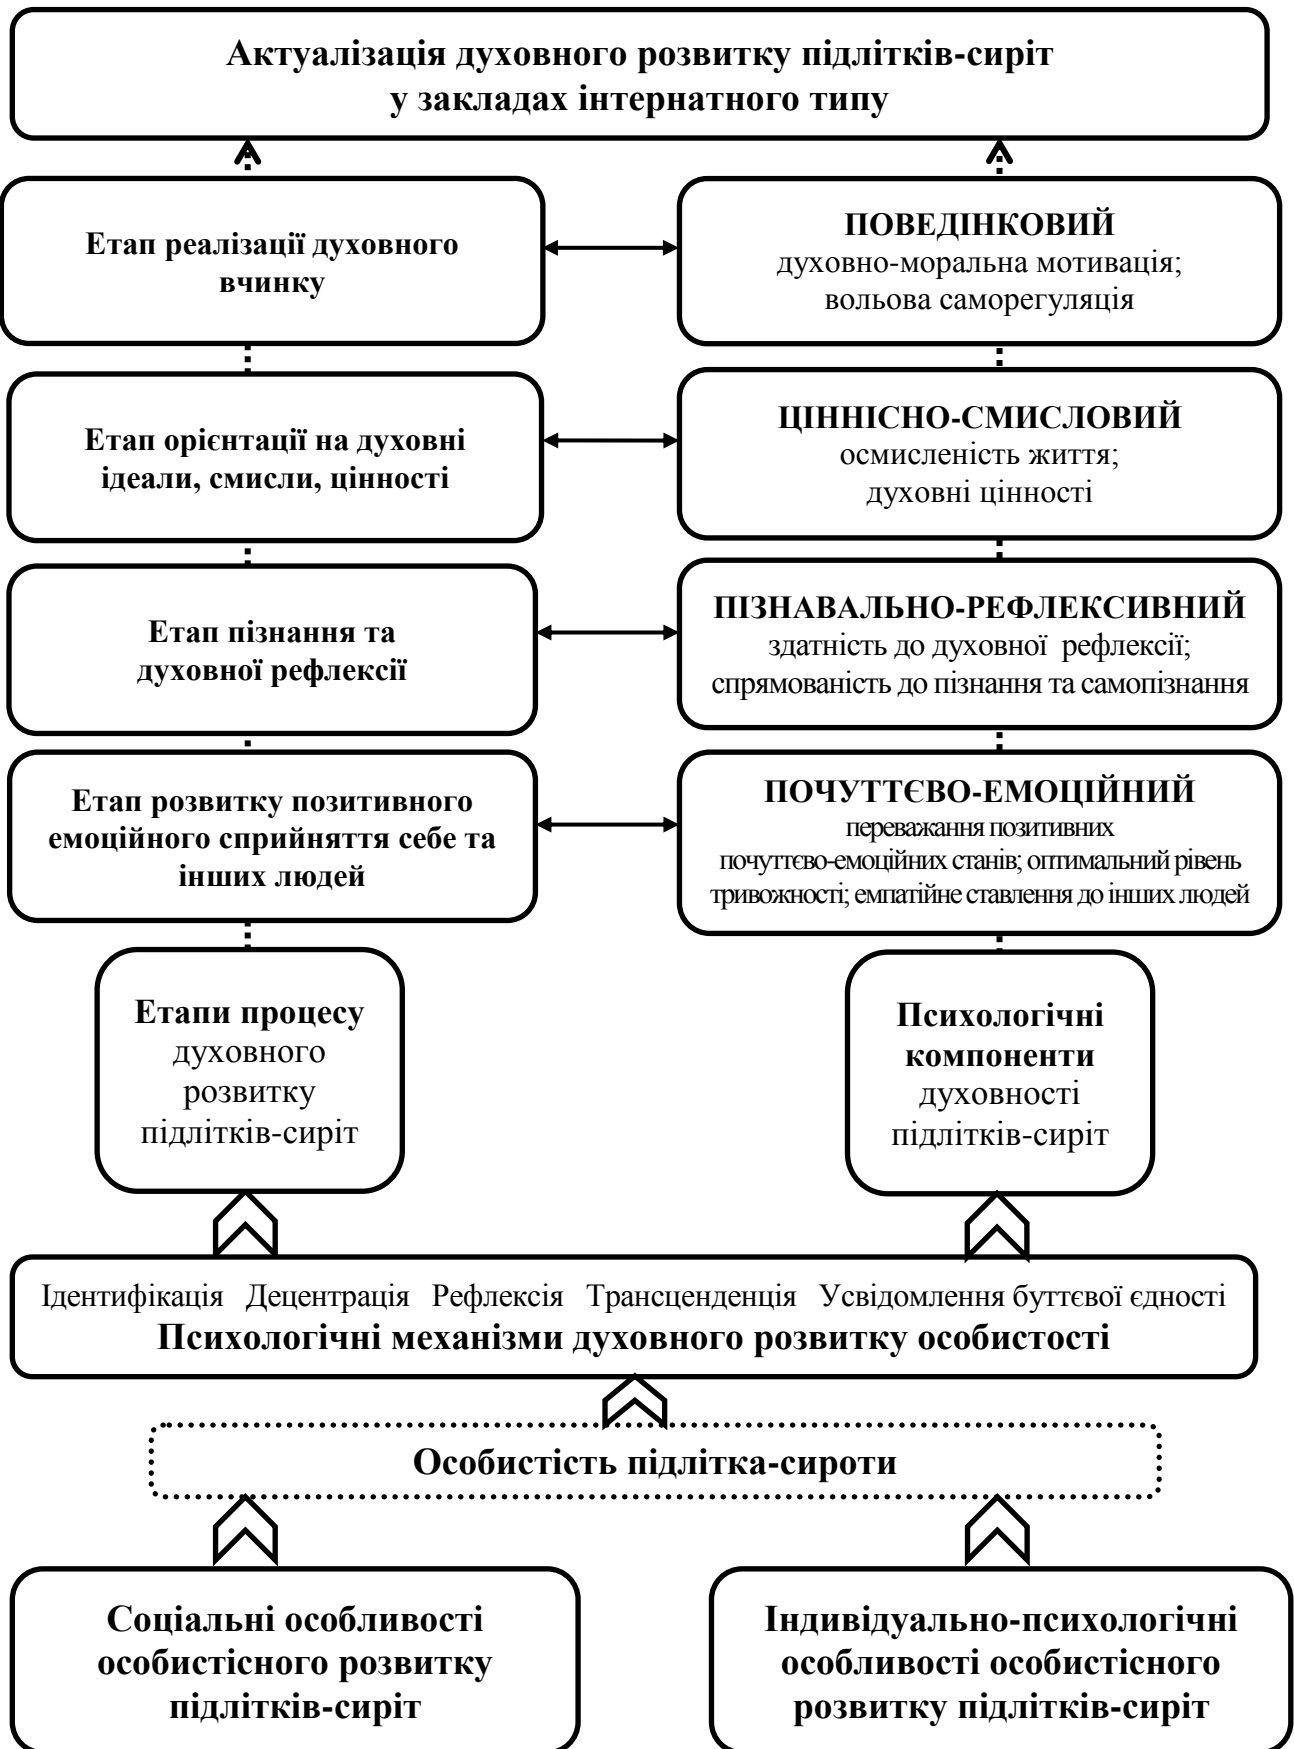 Актуалізація духовного розвитку підлітків-сиріт
у закладах інтернатного типу
Етап реалізації духовного
вчинку
ПОВЕДІНКОВИЙ
духовно-моральна мотивація;
вольова саморегуляція
Етап орієнтації на духовні
ідеали, смисли, цінності
ЦІННІСНО-СМИСЛОВИЙ
осмисленість життя;
духовні цінності
Етап пізнання та
духовної рефлексії
ПІЗНАВАЛЬНО-РЕФЛЕКСИВНИЙ
здатність до духовної рефлексії;
спрямованість до пізнання та самопізнання
Етап розвитку позитивного
емоційного сприйняття себе та
інших людей
ПОЧУТТЄВО-ЕМОЦІЙНИЙ
переважання позитивних
почуттєво-емоційних станів; оптимальний рівень
тривожності; емпатійне ставлення до інших людей
Етапи процесу
духовного
розвитку
підлітків-сиріт
Психологічні
компоненти
духовності
підлітків-сиріт
Ідентифікація Децентрація Рефлексія Трансценденція Усвідомлення буттєвої єдності
Психологічні механізми духовного розвитку особистості
Особистість підлітка-сироти
Соціальні особливості
особистісного розвитку
підлітків-сиріт
Індивідуально-психологічні
особливості особистісного
розвитку підлітків-сиріт